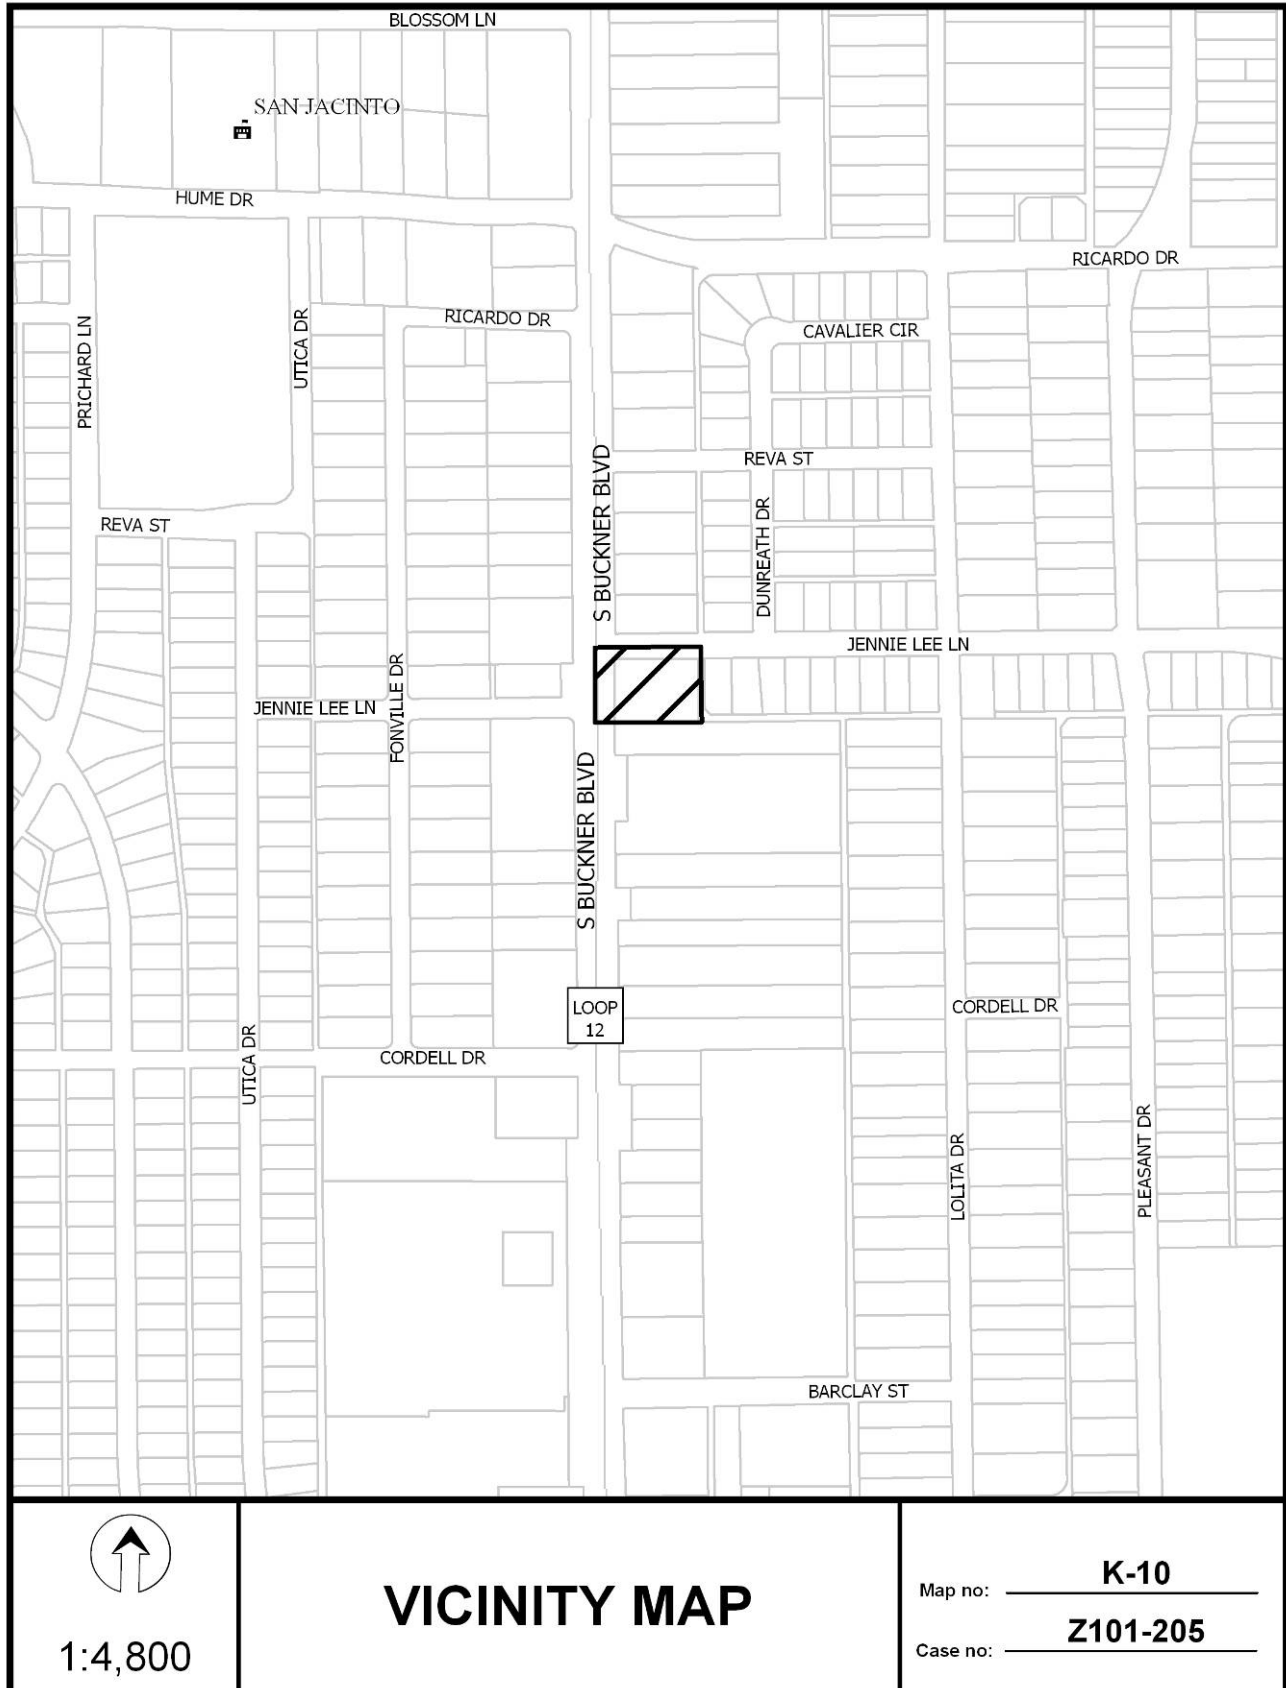 BLOSSOM LN
SAN JACINTO
HUME DR
RICARDO DR
RICARDO DR
CAVALIER CIR
PRICHARD LN
UTICA DR
S BUCKNER BLVD
REVA ST
REVA ST
DUNREATH DR
JENNIE LEE LN
JENNIE LEE LN
FONVILLE DR
S BUCKNER BLVD
LOOP
12
CORDELL DR
CORDELL DR
UTICA DR
LOLITA DR
PLEASANT DR
BARCLAY ST
1:4,800
VICINITY MAP
Map no: K-10
Case no: Z101-205